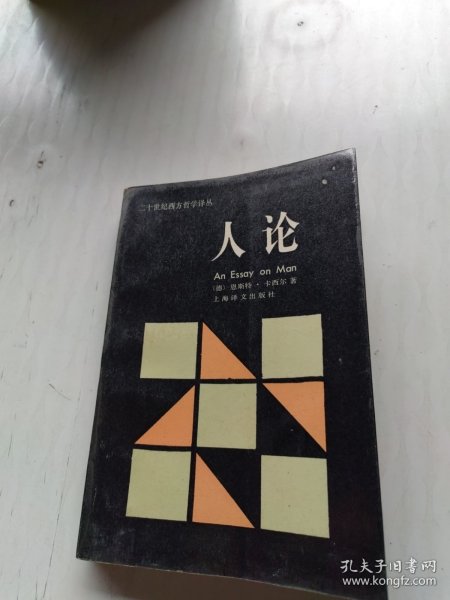 二十世纪西方哲学译丛
人论
An Essay on Man
〔德〕恩斯特·卡西尔 著
上海译文出版社
孔夫子旧书网
www.kongfz.com